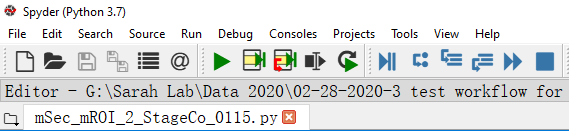 Spyder (Python 3.7)
File Edit Search Source Run Debug Consoles Projects Tools View Help
@
Editor - G:\Sarah Lab\Data 2020\02-28-2020-3 test workflow for
mSec_mROI_2_StageCo_0115.py